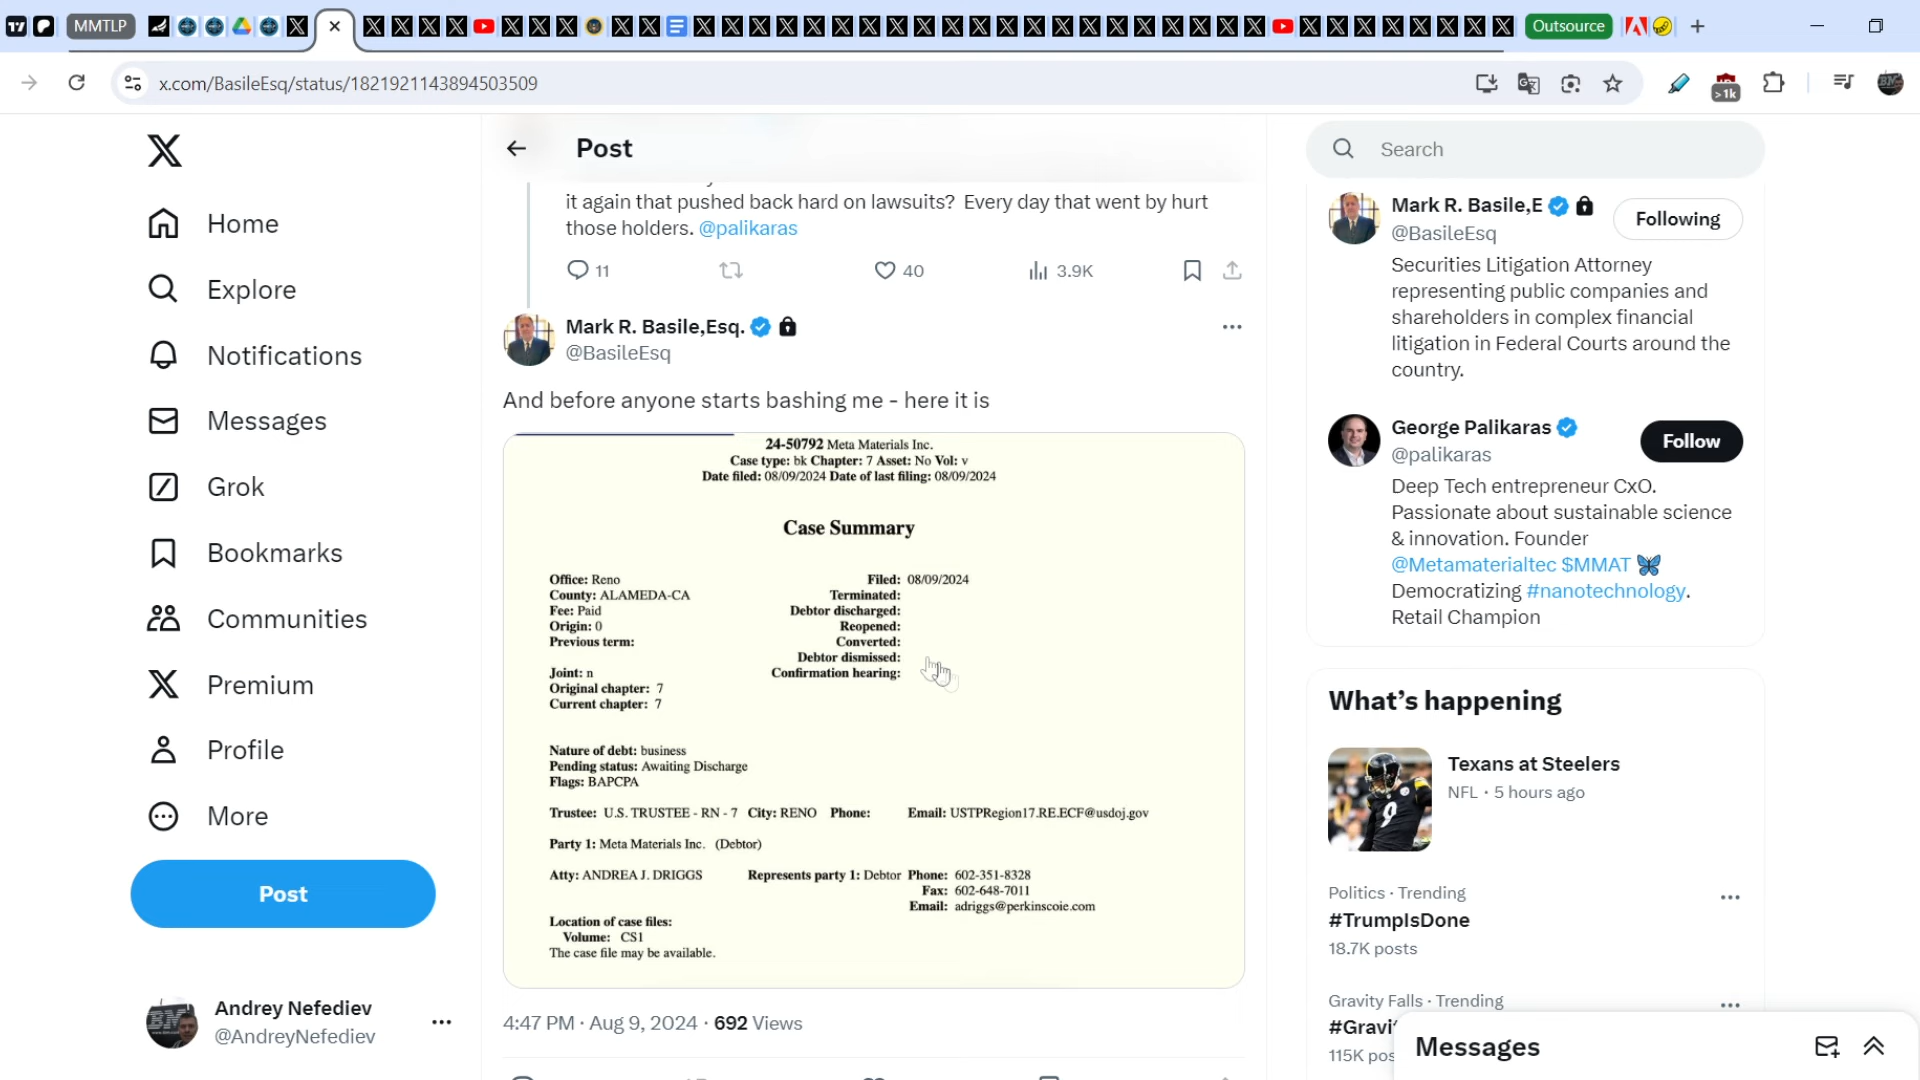 MMTLP
Outsource
x.com/BasileEsq/status/1821921143894503509
>1k
Home
Explore
Notifications
Messages
Grok
Bookmarks
Communities
Premium
Profile
More
Post
Andrey Nefediev
@AndreyNefediev
Post
it again that pushed back hard on lawsuits? Every day that went by hurt
those holders. @palikaras
11
40
3.9K
Mark R. Basile,Esq.
@BasileEsq
And before anyone starts bashing me - here it is
24-50792 Meta Materials Inc.
Case type: bk Chapter: 7 Asset: No Vol: v
Date filed: 08/09/2024 Date of last filing: 08/09/2024
Case Summary
Office: Reno Filed: 08/09/2024
County: ALAMEDA-CA Terminated:
Fee: Paid Debtor discharged:
Origin: 0 Reopened:
Previous term: Converted:
Debtor dismissed:
Joint: n Confirmation hearing:
Original chapter: 7
Current chapter: 7
Nature of debt: business
Pending status: Awaiting Discharge
Flags: BAPCPA
Trustee: U.S. TRUSTEE - RN - 7 City: RENO Phone: Email: USTPRegion17.RE.ECF@usdoj.gov
Party 1: Meta Materials Inc. (Debtor)
Atty: ANDREA J. DRIGGS Represents party 1: Debtor Phone: 602-351-8328
Fax: 602-648-7011
Email: adriggs@perkinscoie.com
Location of case files:
Volume: CS1
The case file may be available.
4:47 PM · Aug 9, 2024 · 692 Views
Search
Mark R. Basile,E
@BasileEsq
Following
Securities Litigation Attorney
representing public companies and
shareholders in complex financial
litigation in Federal Courts around the
country.
George Palikaras
@palikaras
Follow
Deep Tech entrepreneur CxO.
Passionate about sustainable science
& innovation. Founder
@Metamaterialtec $MMAT 🦋
Democratizing #nanotechnology.
Retail Champion
What's happening
Texans at Steelers
NFL · 5 hours ago
Politics · Trending
#TrumpIsDone
18.7K posts
Gravity Falls · Trending
#Gravi
115K pos
Messages